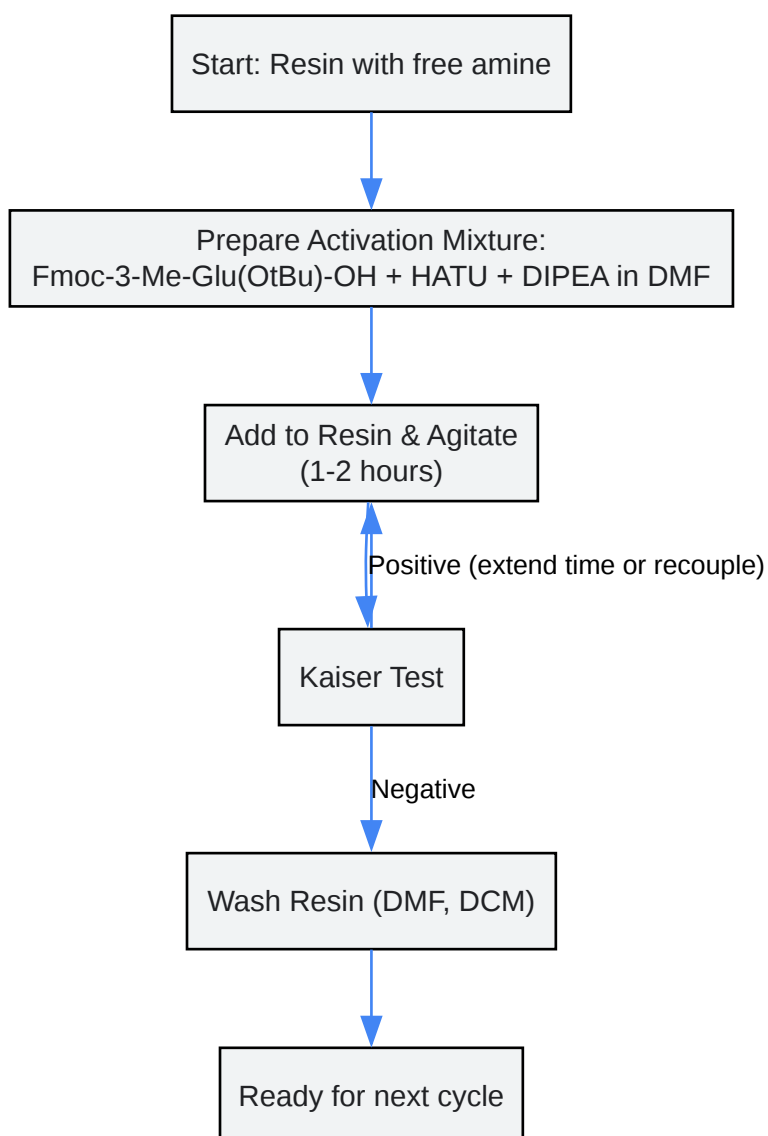 Start: Resin with free amine
Prepare Activation Mixture:
Fmoc-3-Me-Glu(OtBu)-OH + HATU + DIPEA in DMF
Add to Resin & Agitate
(1-2 hours)
Positive (extend time or recouple)
Kaiser Test
Negative
Wash Resin (DMF, DCM)
Ready for next cycle